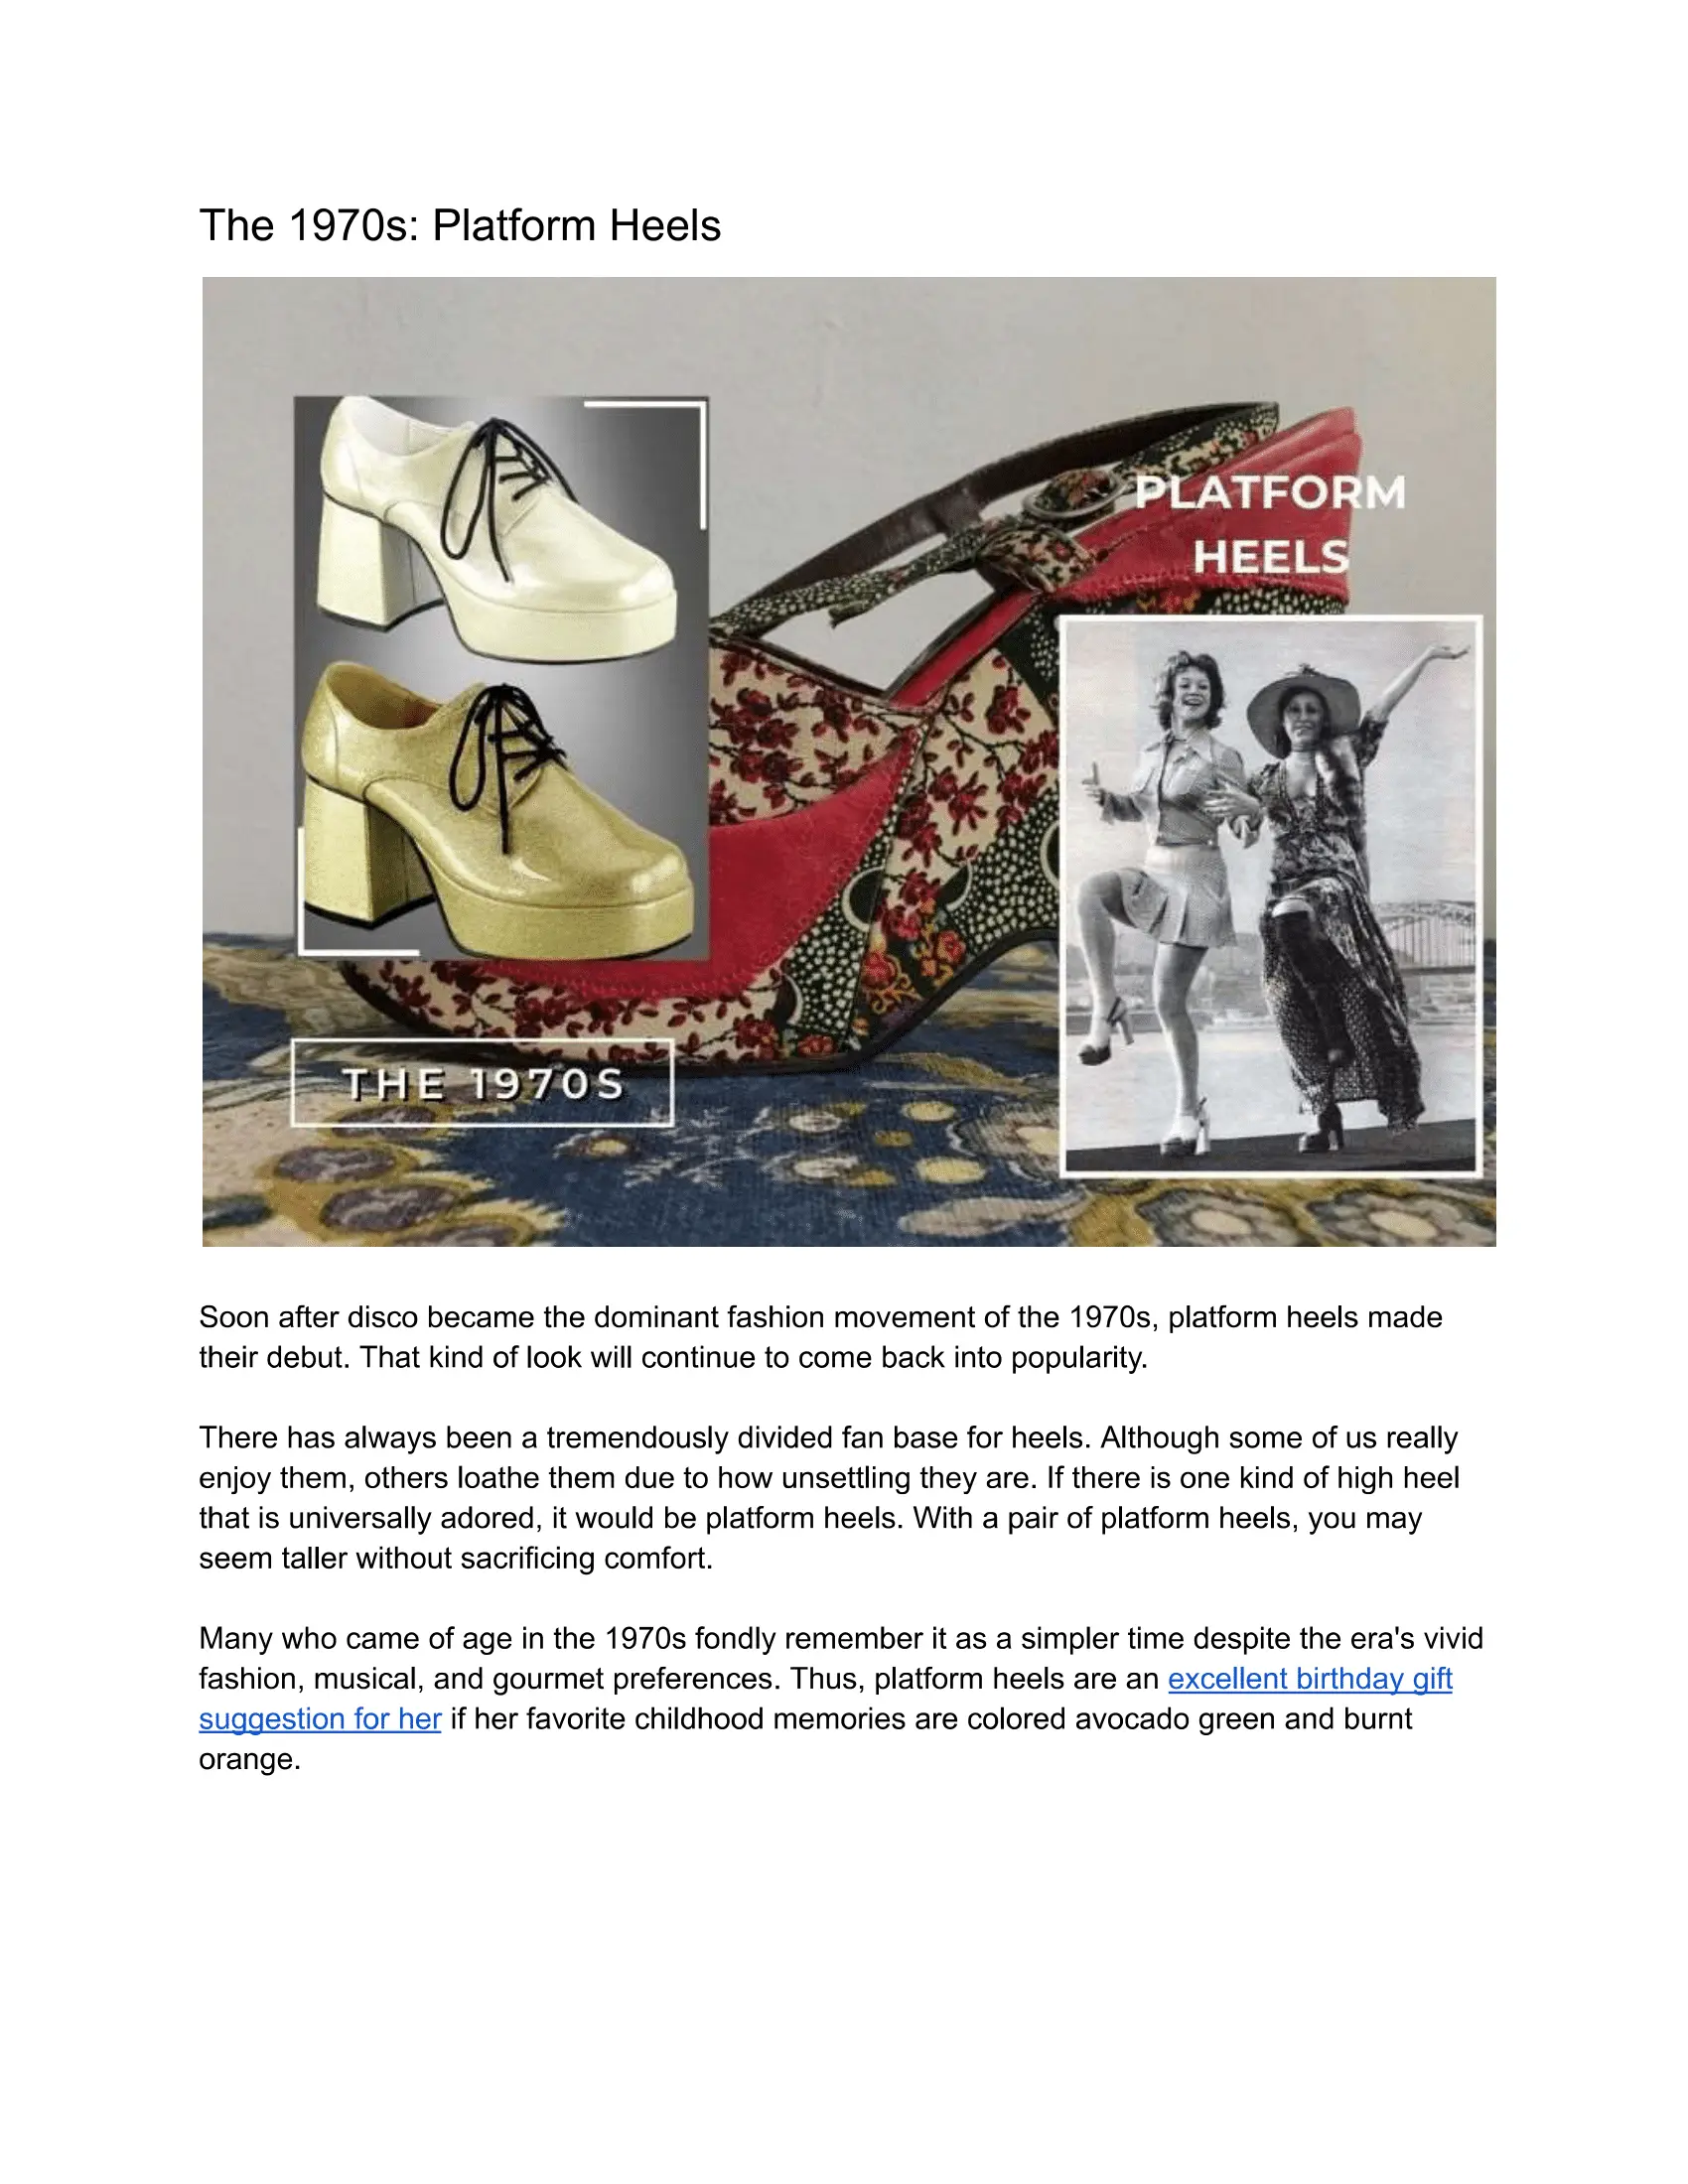 The 1970s: Platform Heels
PLATFORM
HEELS
THE 1970S
Soon after disco became the dominant fashion movement of the 1970s, platform heels made
their debut. That kind of look will continue to come back into popularity.
There has always been a tremendously divided fan base for heels. Although some of us really
enjoy them, others loathe them due to how unsettling they are. If there is one kind of high heel
that is universally adored, it would be platform heels. With a pair of platform heels, you may
seem taller without sacrificing comfort.
Many who came of age in the 1970s fondly remember it as a simpler time despite the era's vivid
fashion, musical, and gourmet preferences. Thus, platform heels are an excellent birthday gift
suggestion for her if her favorite childhood memories are colored avocado green and burnt
orange.